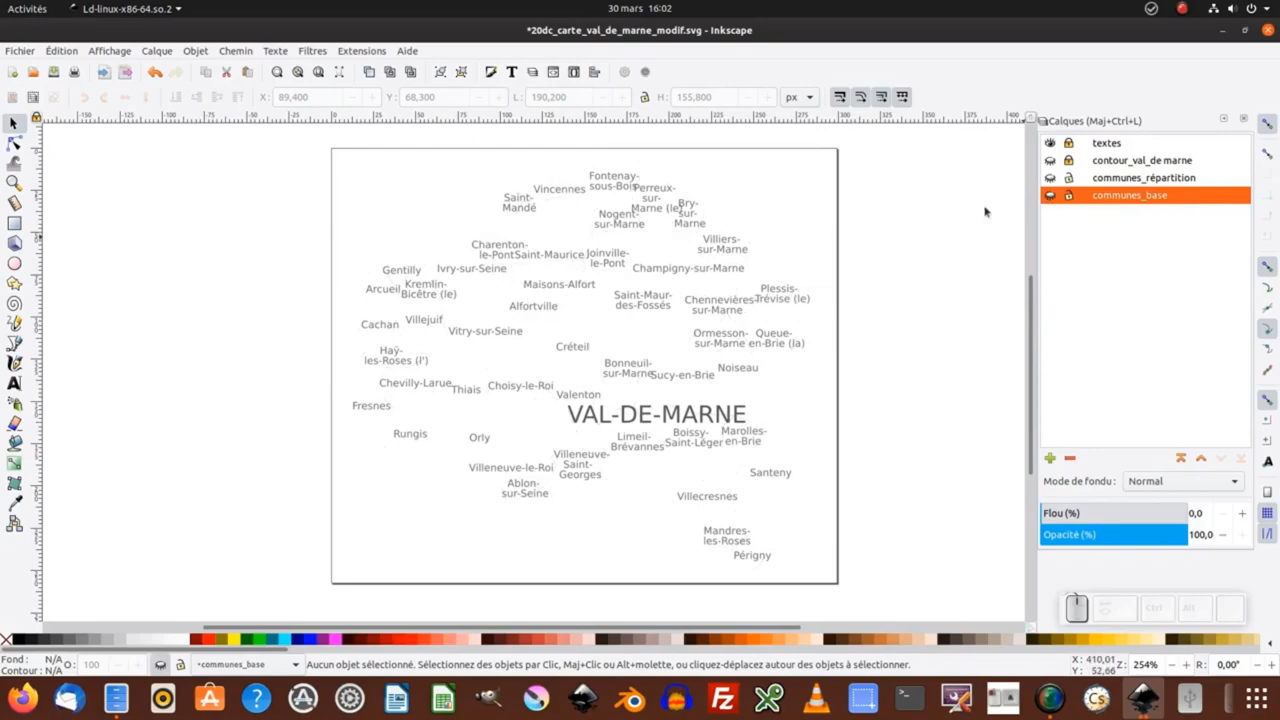 Activités
Ld-linux-x86-64.so.2
30 mars 16:02
*20dc_carte_val_de_marne_modif.svg - Inkscape
Fichier Édition Affichage Calque Objet Chemin Texte Filtres Extensions Aide
X: 89,400 Y: 68,300 L: 190,200 H: 155,800 px
Calques (Maj+Ctrl+L)
textes
contour_val_de marne
communes_répartition
communes_base
Fontenay-
sous-Bois
Vincennes
Perreux-
sur-
Marne (le)
Saint-
Mandé
Bry-
sur-
Marne
Nogent-
sur-Marne
Villiers-
sur-Marne
Charenton-
le-Pont
Saint-Maurice
Joinville-
le-Pont
Gentilly
Ivry-sur-Seine
Champigny-sur-Marne
Arcueil
Kremlin-
Bicêtre (le)
Maisons-Alfort
Saint-Maur-
des-Fossés
Chennevières-
sur-Marne
Plessis-
Trévise (le)
Alfortville
Cachan
Villejuif
Vitry-sur-Seine
Ormesson-
sur-Marne
Queue-
en-Brie (la)
Haÿ-
les-Roses (l')
Créteil
Bonneuil-
sur-Marne
Sucy-en-Brie
Noiseau
Chevilly-Larue
Thiais
Choisy-le-Roi
Valenton
Fresnes
VAL-DE-MARNE
Rungis
Orly
Limeil-
Brévannes
Boissy-
Saint-Léger
Marolles-
en-Brie
Villeneuve-le-Roi
Villeneuve-
Saint-
Georges
Santeny
Ablon-
sur-Seine
Villecresnes
Mandres-
les-Roses
Périgny
Mode de fondu : Normal
Flou (%) 0,0
Opacité (%) 100,0
Ctrl Alt
Fond : N/A
Contour : N/A
O: 100
•communes_base
Aucun objet sélectionné. Sélectionnez des objets par Clic, Maj+Clic ou Alt+molette, ou cliquez-déplacez autour des objets à sélectionner.
X: 410,01
Y: 52,66
Z: 254%
R: 0,00°